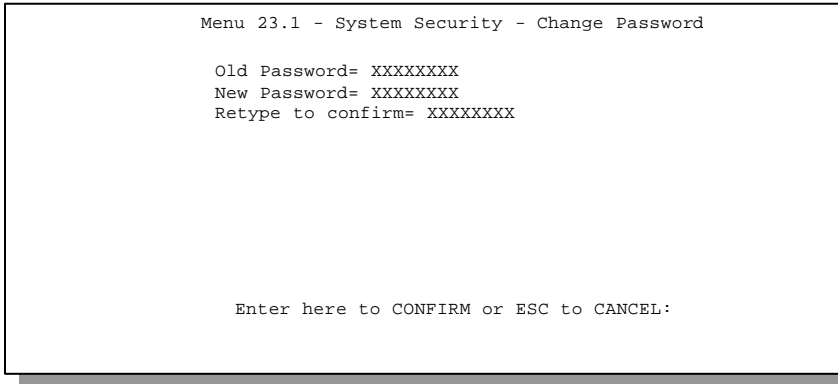 Menu 23.1 - System Security - Change Password
Old Password= XXXXXXXX
New Password= XXXXXXXX
Retype to confirm= XXXXXXXX
Enter here to CONFIRM or ESC to CANCEL: